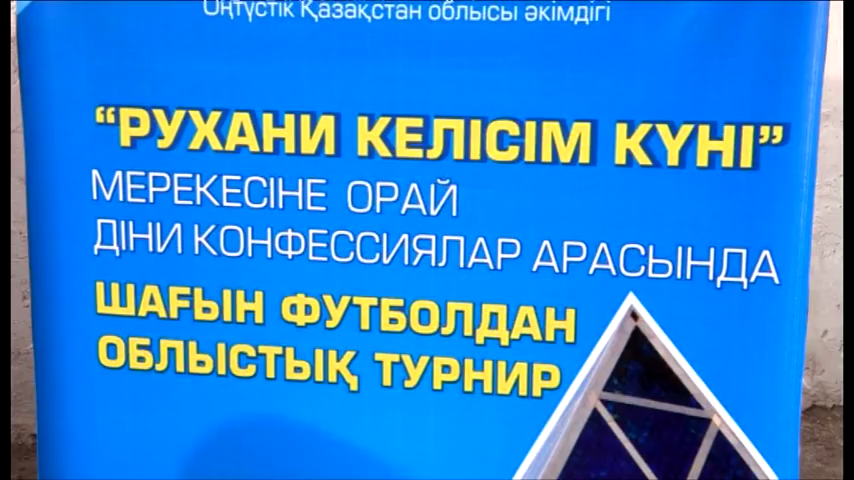 Оңтүстік Қазақстан облысы әкімдігі
“РУХАНИ КЕЛІСІМ КҮНІ”
МЕРЕКЕСІНЕ ОРАЙ
ДІНИ КОНФЕССИЯЛАР АРАСЫНДА
ШАҒЫН ФУТБОЛДАН
ОБЛЫСТЫҚ ТУРНИР